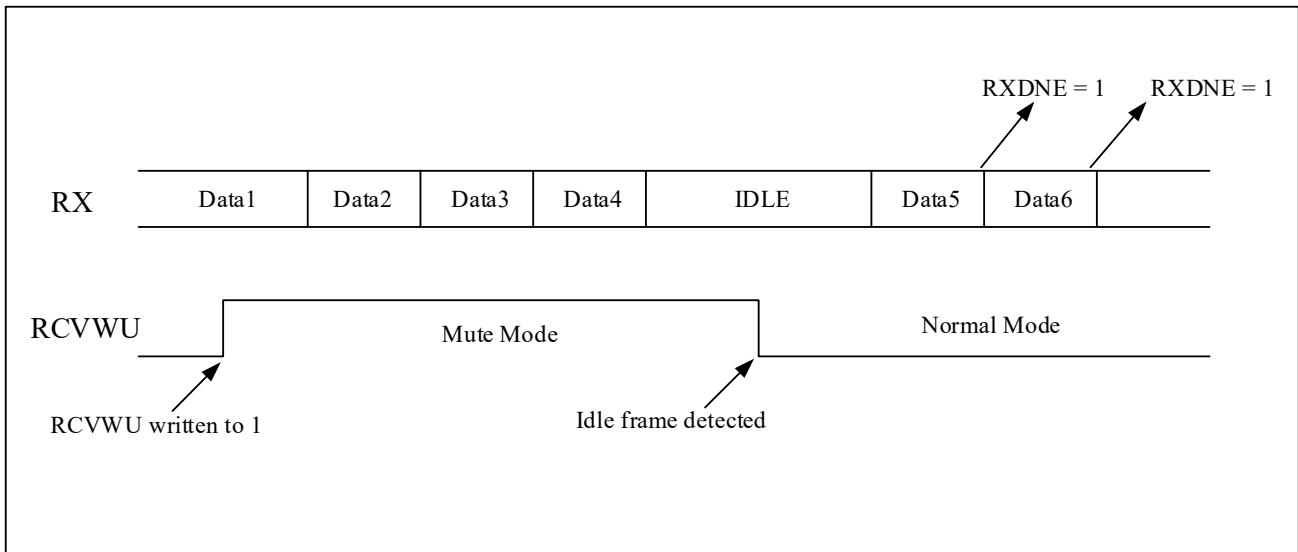 RXDNE = 1
RXDNE = 1
RX
Data1
Data2
Data3
Data4
IDLE
Data5
Data6
RCVWU
Mute Mode
Normal Mode
RCVWU written to 1
Idle frame detected